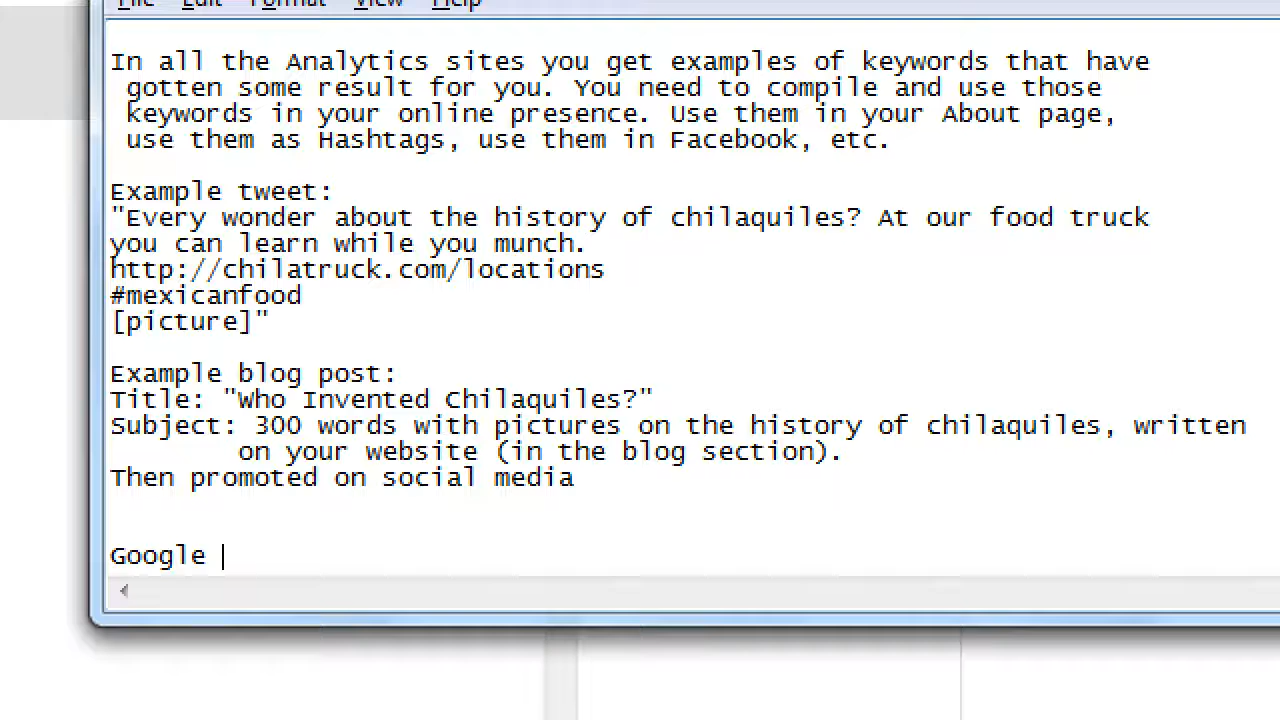 File Edit Format View Help
In all the Analytics sites you get examples of keywords that have
gotten some result for you. You need to compile and use those
keywords in your online presence. Use them in your About page,
use them as Hashtags, use them in Facebook, etc.
Example tweet:
"Every wonder about the history of chilaquiles? At our food truck
you can learn while you munch.
http://chilatruck.com/locations
#mexicanfood
[picture]"
Example blog post:
Title: "Who Invented Chilaquiles?"
Subject: 300 words with pictures on the history of chilaquiles, written
on your website (in the blog section).
Then promoted on social media
Google